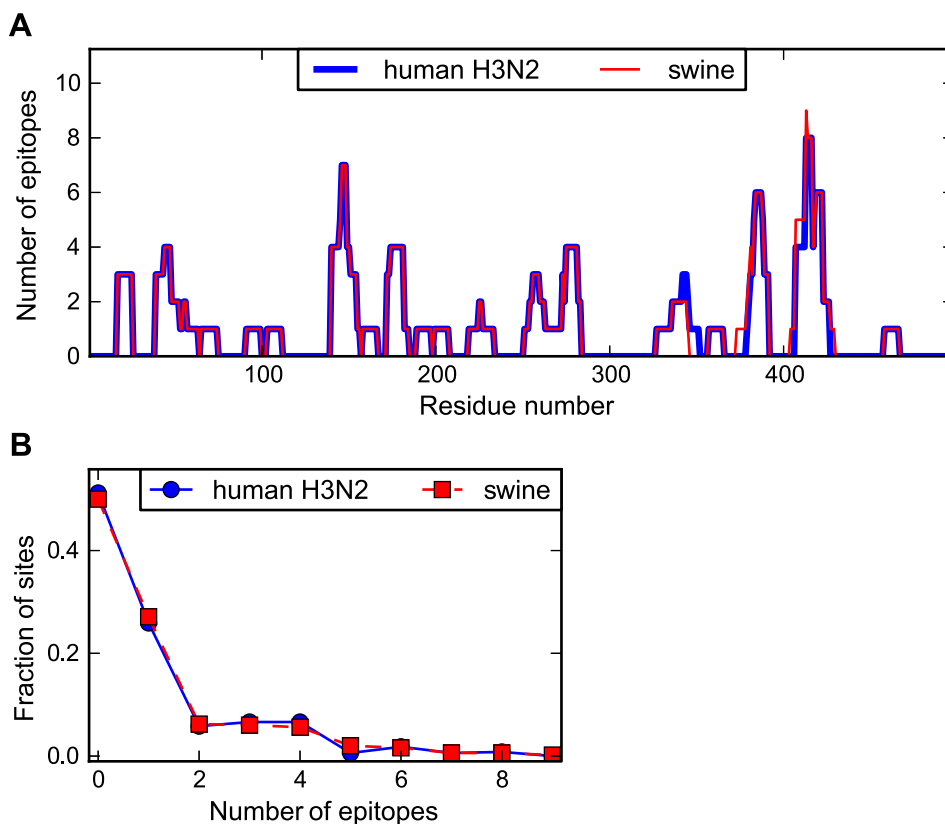 A
human H3N2 swine
Number of epitopes
10
8
6
4
2
0
100 200 300 400
Residue number
B
human H3N2 swine
Fraction of sites
0.4
0.2
0.0
0 2 4 6 8
Number of epitopes